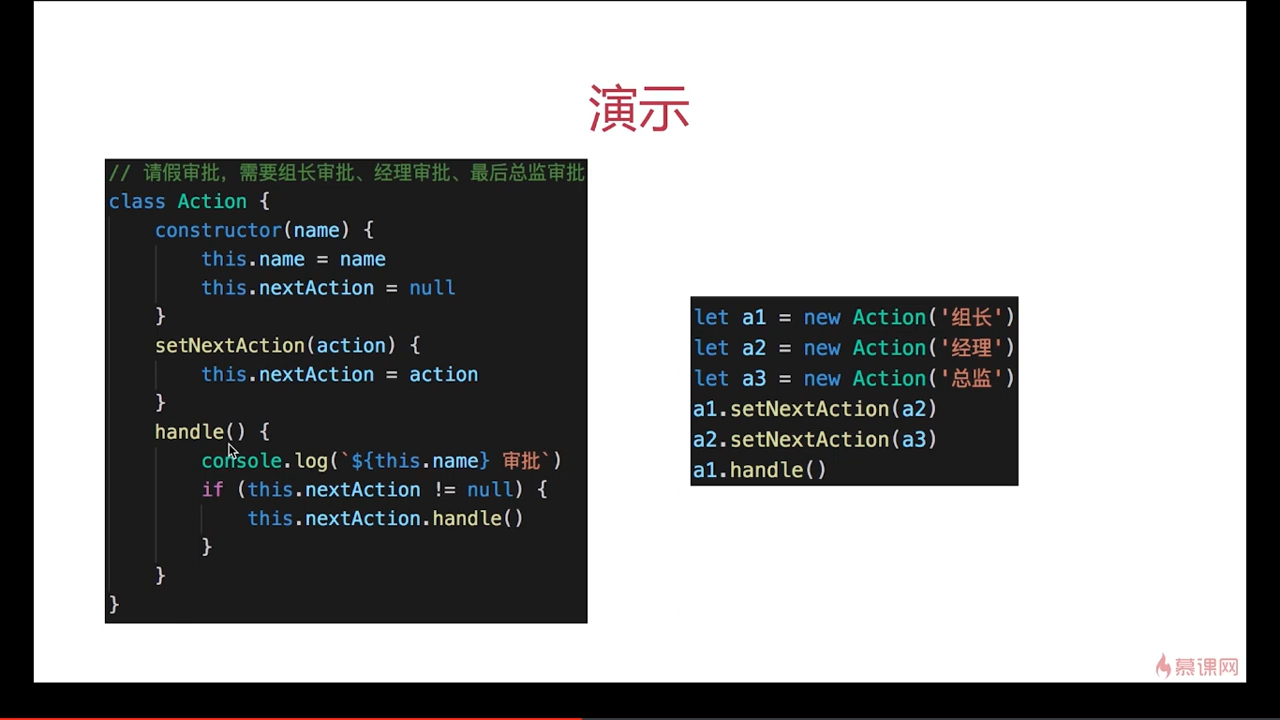 演示
// 请假审批，需要组长审批、经理审批、最后总监审批
class Action {
    constructor(name) {
        this.name = name
        this.nextAction = null
    }
    setNextAction(action) {
        this.nextAction = action
    }
    handle() {
        console.log(`${this.name} 审批`)
        if (this.nextAction != null) {
            this.nextAction.handle()
        }
    }
}
let a1 = new Action('组长')
let a2 = new Action('经理')
let a3 = new Action('总监')
a1.setNextAction(a2)
a2.setNextAction(a3)
a1.handle()
慕课网